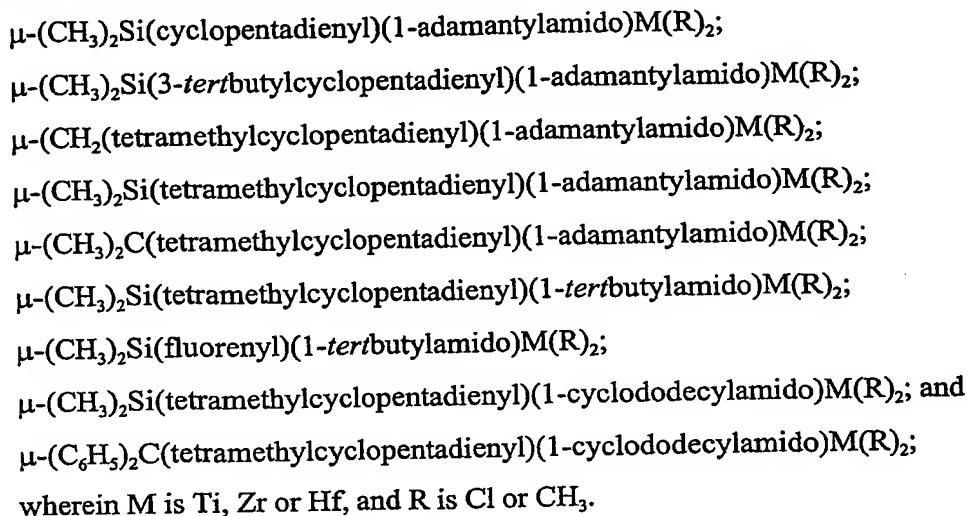 μ-(CH₃)₂Si(cyclopentadienyl)(1-adamantylamido)M(R)₂;
μ-(CH₃)₂Si(3-tertbutylcyclopentadienyl)(1-adamantylamido)M(R)₂;
μ-(CH₂(tetramethylcyclopentadienyl)(1-adamantylamido)M(R)₂;
μ-(CH₃)₂Si(tetramethylcyclopentadienyl)(1-adamantylamido)M(R)₂;
μ-(CH₃)₂C(tetramethylcyclopentadienyl)(1-adamantylamido)M(R)₂;
μ-(CH₃)₂Si(tetramethylcyclopentadienyl)(1-tertbutylamido)M(R)₂;
μ-(CH₃)₂Si(fluorenyl)(1-tertbutylamido)M(R)₂;
μ-(CH₃)₂Si(tetramethylcyclopentadienyl)(1-cyclododecylamido)M(R)₂; and
μ-(C₆H₅)₂C(tetramethylcyclopentadienyl)(1-cyclododecylamido)M(R)₂;
wherein M is Ti, Zr or Hf, and R is Cl or CH₃.